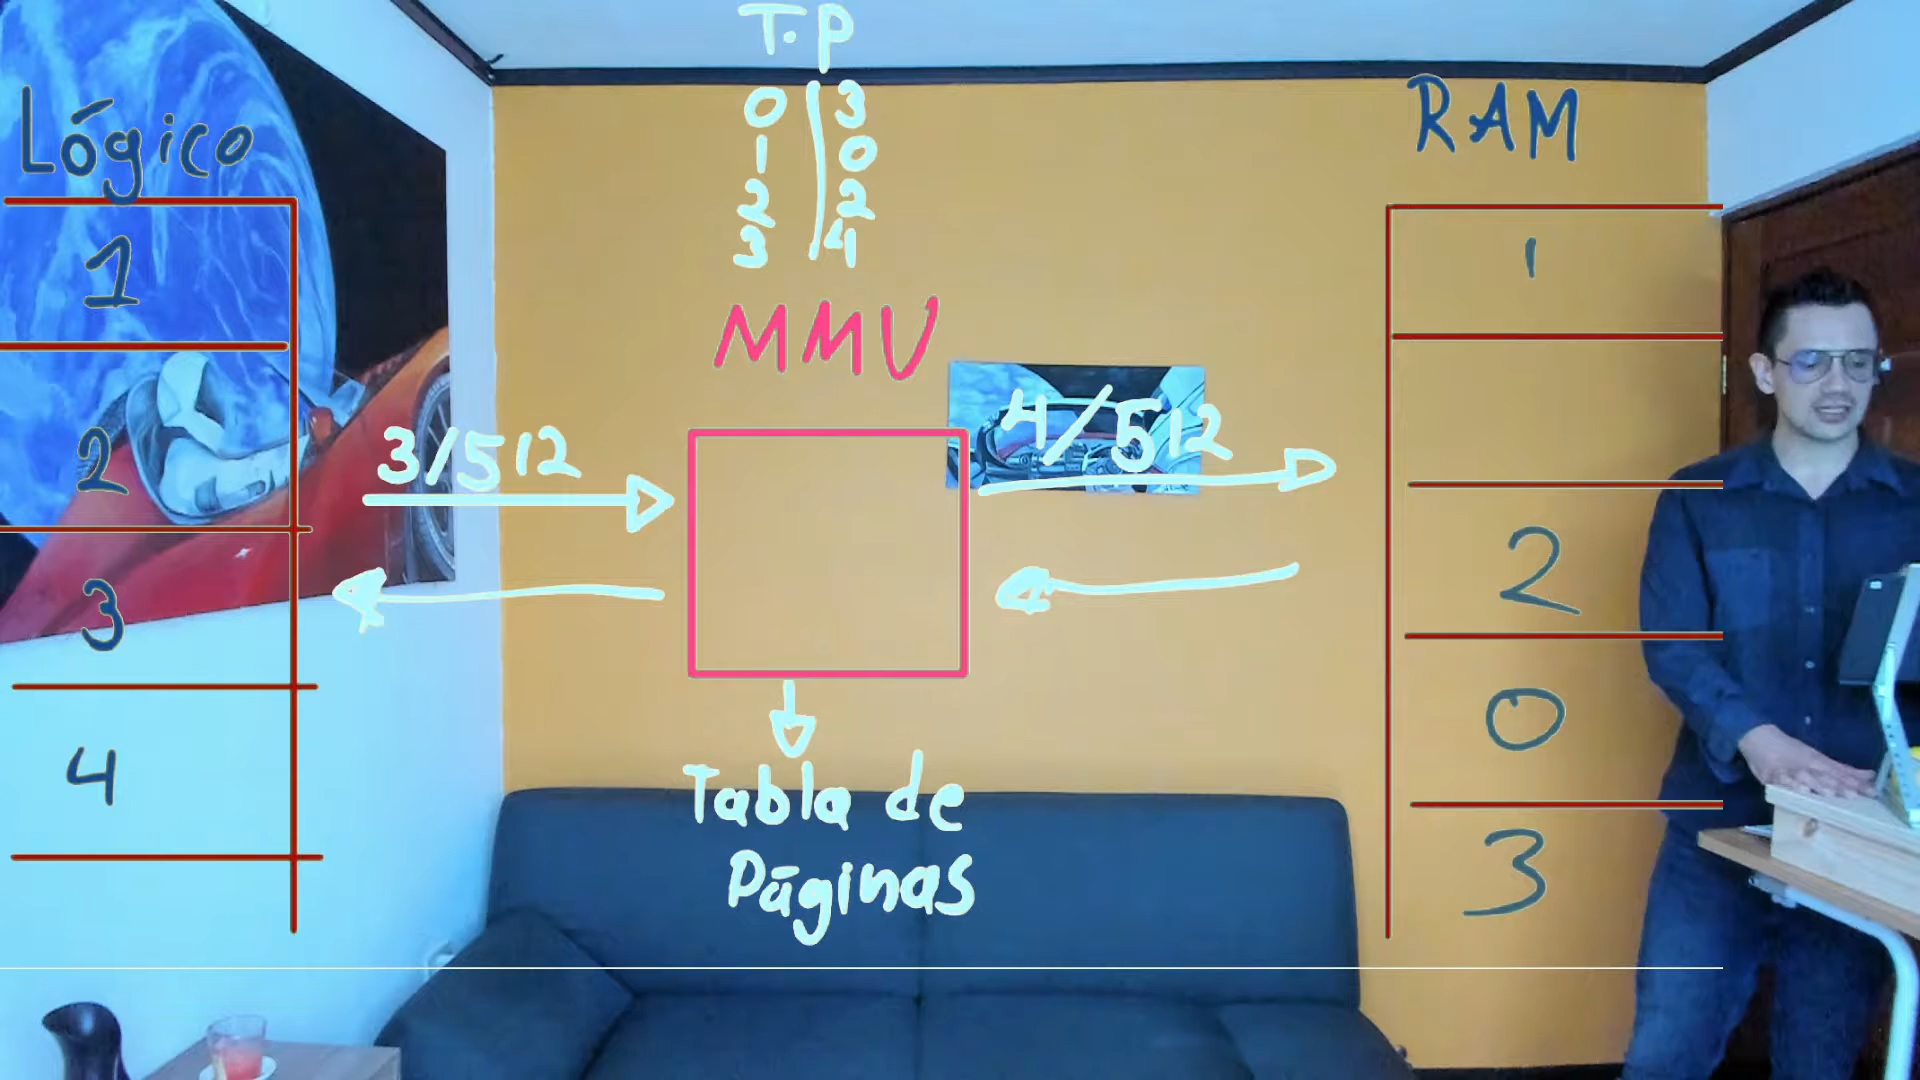 T.P
0 3
1 0
2 2
3 4
Lógico
1
2
3
4
MMU
3/512
4/512
Tabla de
Páginas
RAM
1
2
0
3